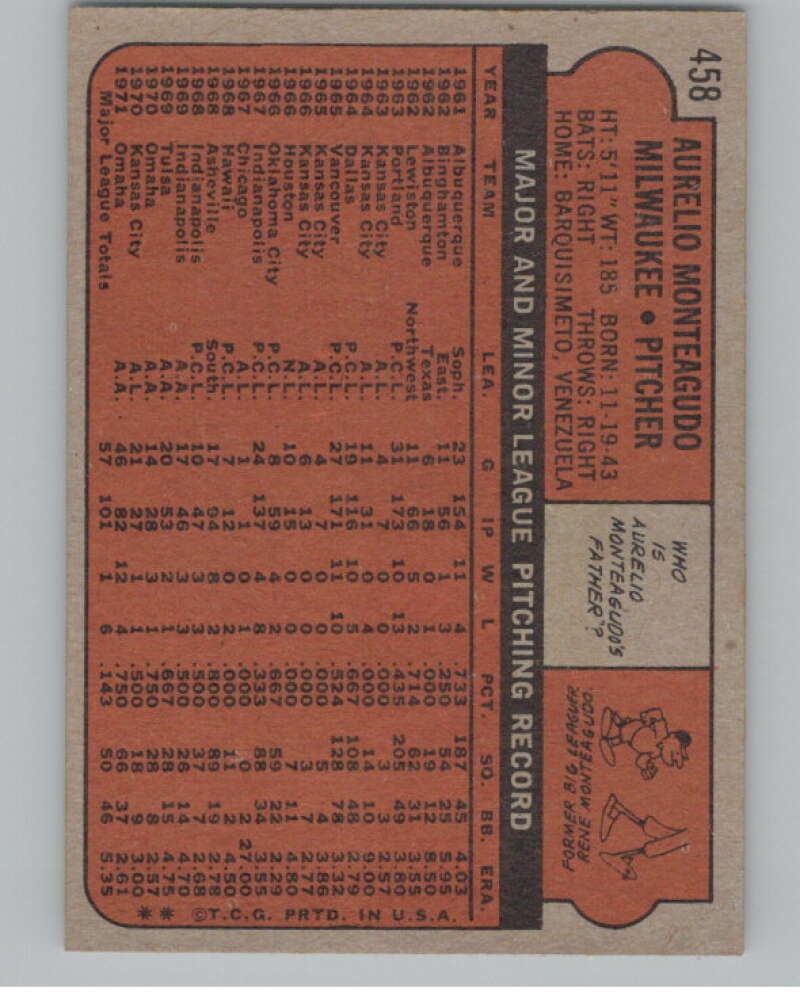 458
AURELIO MONTEAGUDO
MILWAUKEE • PITCHER
HT: 5'11" WT: 185 BORN: 11-19-43
BATS: RIGHT THROWS: RIGHT
HOME: BARQUISIMETO, VENEZUELA
WHO
IS
AURELIO
MONTEAGUDO'S
FATHER?
FORMER BIG LEAGUER
RENE MONTEAGUDO.
MAJOR AND MINOR LEAGUE PITCHING RECORD
YEAR TEAM LEA. G IP W L PCT. SO. BB. ERA.
1961 Albuquerque Soph. 23 154 11 4 .733 187 45 4.03
1962 Binghamton East. 11 56 1 3 .250 54 25 5.95
1962 Albuquerque Texas 6 18 0 1 .000 19 12 8.50
1962 Lewiston Northwest 11 66 5 2 .714 62 31 3.55
1963 Portland P.C.L. 31 173 10 13 .435 205 49 3.80
1963 Kansas City A.L. 4 7 0 0 .000 3 3 2.57
1964 Kansas City A.L. 11 31 0 4 .000 14 10 9.00
1964 Dallas P.C.L. 19 116 10 5 .667 108 48 2.79
1965 Vancouver P.C.L. 27 171 11 10 .524 128 78 3.32
1965 Kansas City A.L. 4 7 0 0 .000 5 4 3.86
1966 Kansas City A.L. 6 13 0 0 .000 3 7 2.77
1966 Houston N.L. 10 15 0 0 .000 7 11 4.80
1966 Oklahoma City P.C.L. 8 59 4 2 .667 59 22 2.29
1967 Indianapolis P.C.L. 24 137 4 8 .333 88 34 3.55
1967 Chicago A.L. 1 1 0 1 .000 0 2 27.00
1968 Hawaii P.C.L. 7 12 0 2 .000 11 2 4.50
1968 Asheville South. 17 94 8 2 .800 89 19 2.78
1968 Indianapolis P.C.L. 10 47 3 3 .500 37 7 2.68
1969 Indianapolis A.A. 17 46 3 3 .500 26 14 4.70
1969 Tulsa A.A. 20 53 2 1 .667 28 15 4.75
1970 Omaha A.A. 14 28 3 1 .750 28 8 2.57
1970 Kansas City A.L. 21 27 1 1 .500 18 9 3.00
1971 Omaha A.A. 46 82 12 4 .750 66 37 2.61
Major League Totals 57 101 1 6 .143 50 46 5.35
** ©T.C.G. PRTD. IN U.S.A.